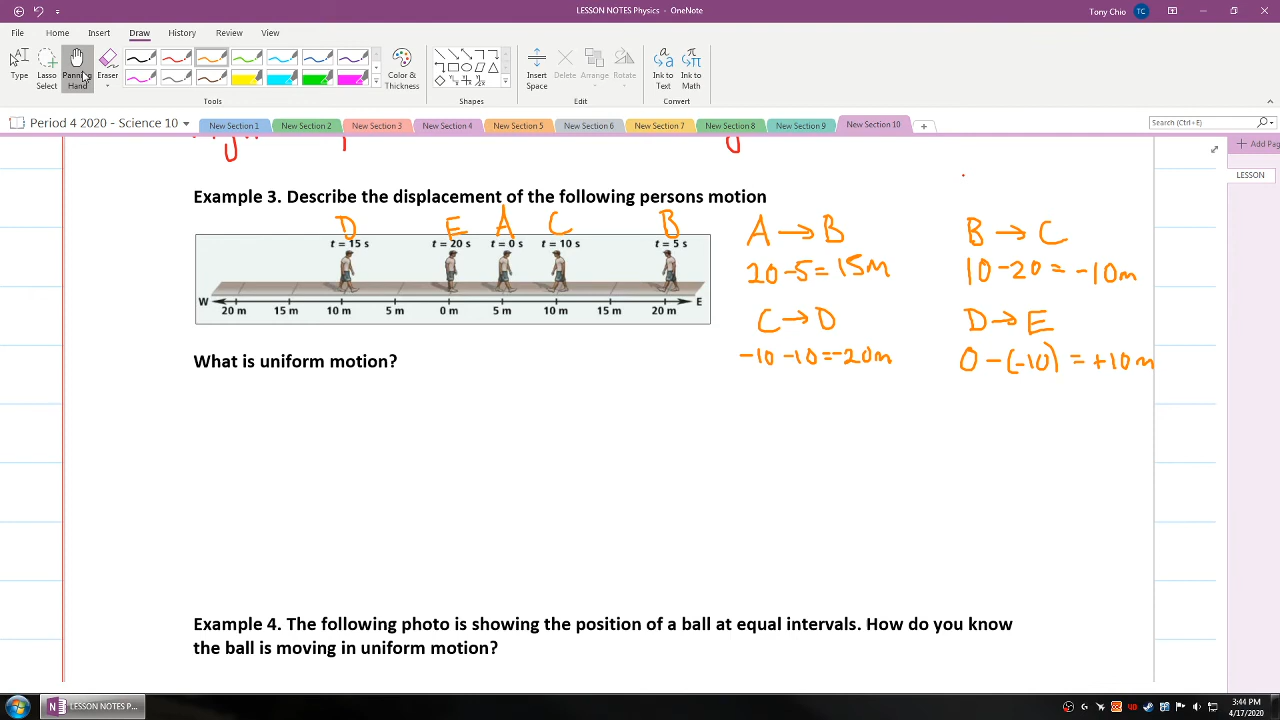 LESSON NOTES Physics - OneNote
Tony Chio TC
File Home Insert Draw History Review View
Type Lasso Select Panning Hand Eraser Color & Thickness Insert Space Delete Arrange Rotate Ink to Text Ink to Math
Tools Shapes Edit Convert
Period 4 2020 - Science 10 New Section 1 New Section 2 New Section 3 New Section 4 New Section 5 New Section 6 New Section 7 New Section 8 New Section 9 New Section 10 Search (Ctrl+E)
Add Pag
LESSON
Example 3. Describe the displacement of the following persons motion
D E A C B
t = 15 s t = 20 s t = 0 s t = 10 s t = 5 s
W E
20 m 15 m 10 m 5 m 0 m 5 m 10 m 15 m 20 m
A → B B → C
20 - 5 = 15m 10 - 20 = -10m
C → D D → E
-10 - 10 = -20m 0 - (-10) = +10m
What is uniform motion?
Example 4. The following photo is showing the position of a ball at equal intervals. How do you know
the ball is moving in uniform motion?
LESSON NOTES P...
3:44 PM
4/17/2020